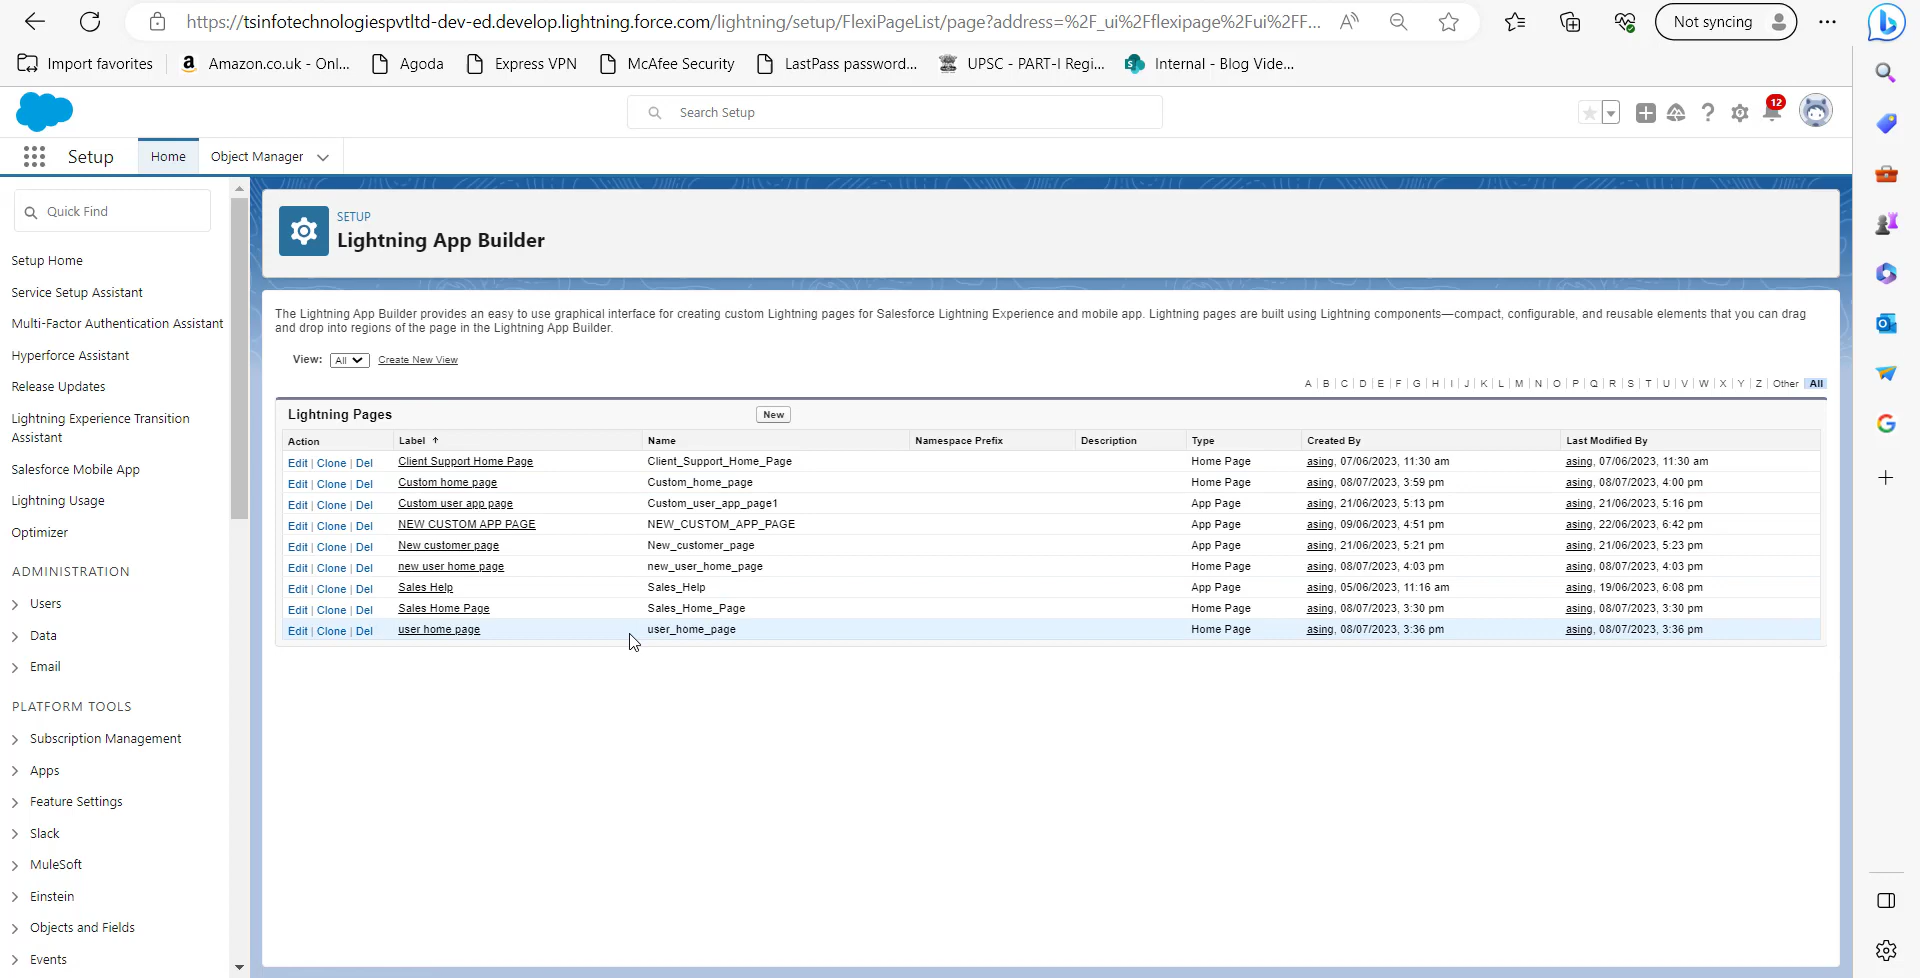 https://tsinfotechnologiespvtltd-dev-ed.develop.lightning.force.com/lightning/setup/FlexiPageList/page?address=%2F_ui%2Fflexipage%2Fui%2FF...
Not syncing
Import favorites
Amazon.co.uk - Onl...
Agoda
Express VPN
McAfee Security
LastPass password...
UPSC - PART-I Regi...
Internal - Blog Vide...
Search Setup
12
Setup
Home
Object Manager
Quick Find
Setup Home
Service Setup Assistant
Multi-Factor Authentication Assistant
Hyperforce Assistant
Release Updates
Lightning Experience Transition
Assistant
Salesforce Mobile App
Lightning Usage
Optimizer
ADMINISTRATION
Users
Data
Email
PLATFORM TOOLS
Subscription Management
Apps
Feature Settings
Slack
MuleSoft
Einstein
Objects and Fields
Events
SETUP
Lightning App Builder
The Lightning App Builder provides an easy to use graphical interface for creating custom Lightning pages for Salesforce Lightning Experience and mobile app. Lightning pages are built using Lightning components—compact, configurable, and reusable elements that you can drag
and drop into regions of the page in the Lightning App Builder.
View: All Create New View
A | B | C | D | E | F | G | H | I | J | K | L | M | N | O | P | Q | R | S | T | U | V | W | X | Y | Z | Other All
Lightning Pages New
Action Label Name Namespace Prefix Description Type Created By Last Modified By
Edit | Clone | Del Client Support Home Page Client_Support_Home_Page Home Page asing, 07/06/2023, 11:30 am asing, 07/06/2023, 11:30 am
Edit | Clone | Del Custom home page Custom_home_page Home Page asing, 08/07/2023, 3:59 pm asing, 08/07/2023, 4:00 pm
Edit | Clone | Del Custom user app page Custom_user_app_page1 App Page asing, 21/06/2023, 5:13 pm asing, 21/06/2023, 5:16 pm
Edit | Clone | Del NEW CUSTOM APP PAGE NEW_CUSTOM_APP_PAGE App Page asing, 09/06/2023, 4:51 pm asing, 22/06/2023, 6:42 pm
Edit | Clone | Del New customer page New_customer_page App Page asing, 21/06/2023, 5:21 pm asing, 21/06/2023, 5:23 pm
Edit | Clone | Del new user home page new_user_home_page Home Page asing, 08/07/2023, 4:03 pm asing, 08/07/2023, 4:03 pm
Edit | Clone | Del Sales Help Sales_Help App Page asing, 05/06/2023, 11:16 am asing, 19/06/2023, 6:08 pm
Edit | Clone | Del Sales Home Page Sales_Home_Page Home Page asing, 08/07/2023, 3:30 pm asing, 08/07/2023, 3:30 pm
Edit | Clone | Del user home page user_home_page Home Page asing, 08/07/2023, 3:36 pm asing, 08/07/2023, 3:36 pm